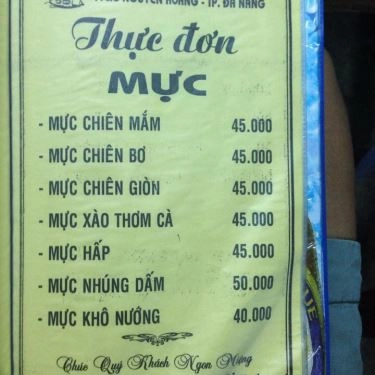 NGUYỄN HOÀNG - TP. ĐÀ NẴNG
Thực đơn
MỰC
- MỰC CHIÊN MẮM 45.000
- MỰC CHIÊN BƠ 45.000
- MỰC CHIÊN GIÒN 45.000
- MỰC XÀO THƠM CÀ 45.000
- MỰC HẤP 45.000
- MỰC NHÚNG DẤM 50.000
- MỰC KHÔ NƯỚNG 40.000
Chúc Quý Khách Ngon Miệng